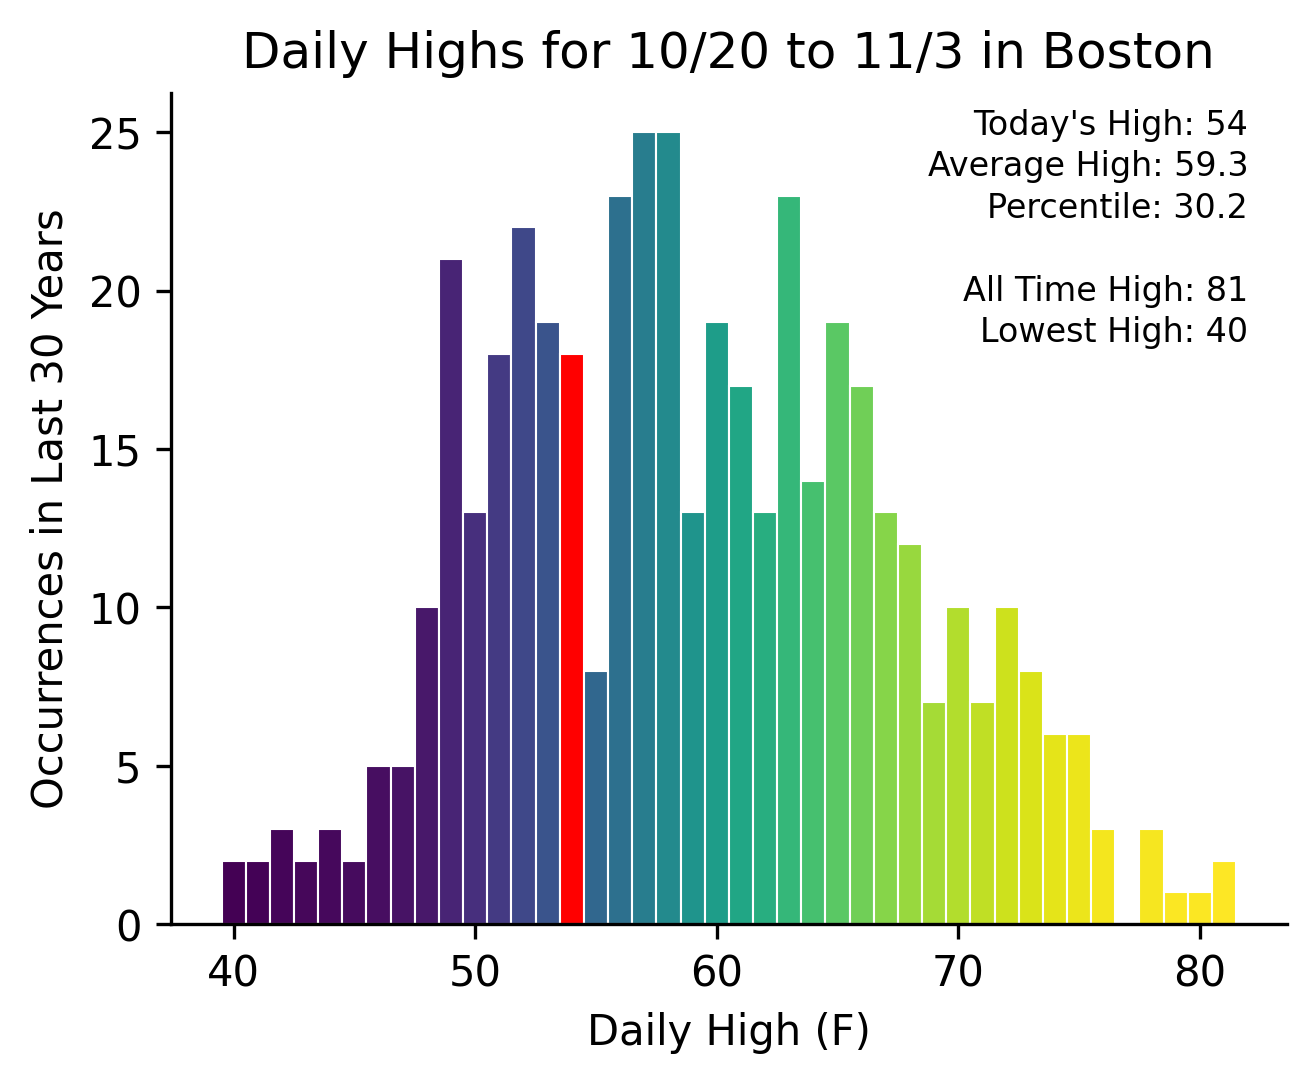 Daily Highs for 10/20 to 11/3 in Boston
Today's High: 54
Average High: 59.3
Percentile: 30.2
All Time High: 81
Lowest High: 40
Occurrences in Last 30 Years
25
20
15
10
5
0
40 50 60 70 80
Daily High (F)